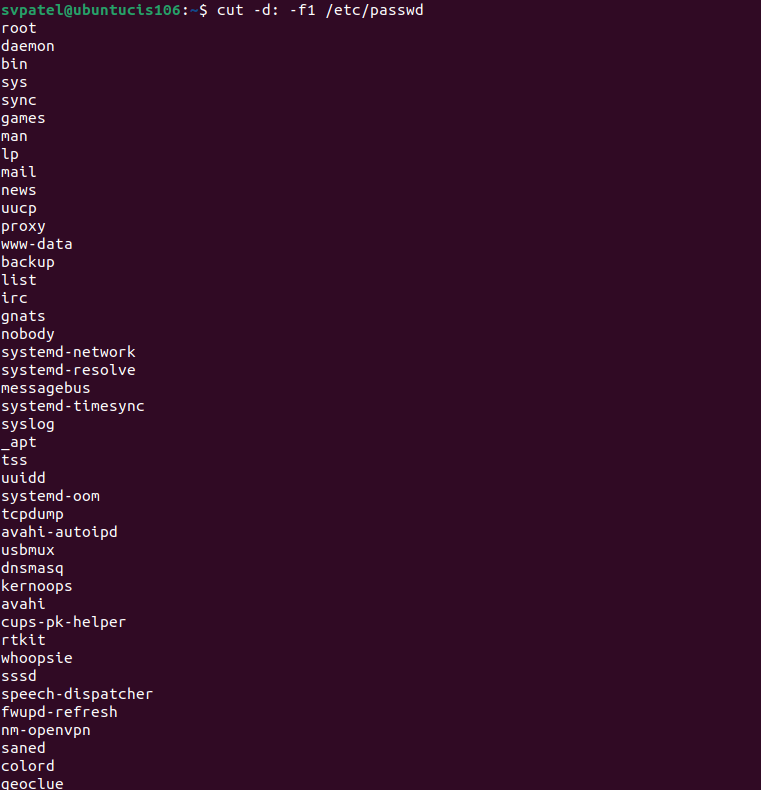 svpatel@ubuntucis106:~$ cut -d: -f1 /etc/passwd
root
daemon
bin
sys
sync
games
man
lp
mail
news
uucp
proxy
www-data
backup
list
irc
gnats
nobody
systemd-network
systemd-resolve
messagebus
systemd-timesync
syslog
_apt
tss
uuidd
systemd-oom
tcpdump
avahi-autoipd
usbmux
dnsmasq
kernoops
avahi
cups-pk-helper
rtkit
whoopsie
sssd
speech-dispatcher
fwupd-refresh
nm-openvpn
saned
colord
geoclue